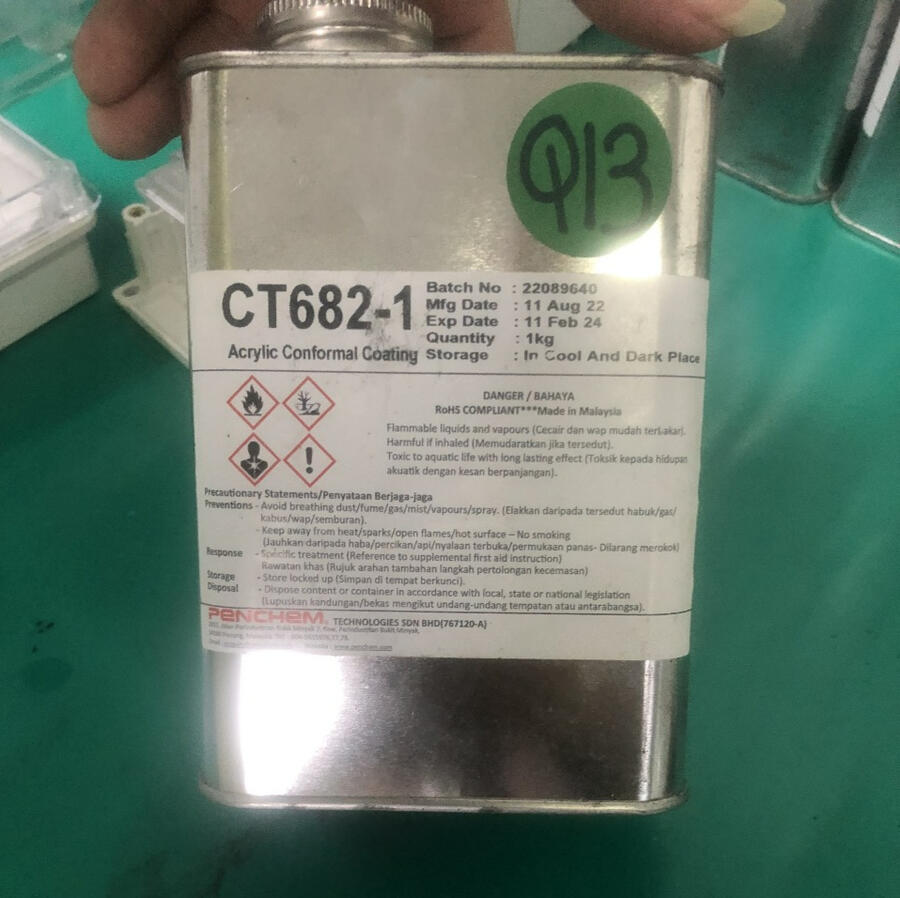 Q13
CT682-1
Acrylic Conformal Coating
Batch No : 22089640
Mfg Date : 11 Aug 22
Exp Date : 11 Feb 24
Quantity : 1kg
Storage : In Cool And Dark Place
DANGER / BAHAYA
RoHS COMPLIANT***Made in Malaysia
Flammable liquids and vapours (Cecair dan wap mudah terbakar).
Harmful if inhaled (Memudaratkan jika tersedut).
Toxic to aquatic life with long lasting effect (Toksik kepada hidupan
akuatik dengan kesan berpanjangan).
Precautionary Statements/Penyataan Berjaga-jaga
Preventions - Avoid breathing dust/fume/gas/mist/vapours/spray. (Elakkan daripada tersedut habuk/gas/
kabus/wap/semburan).
- Keep away from heat/sparks/open flames/hot surface – No smoking
(Jauhkan daripada haba/percikan/api/nyalaan terbuka/permukaan panas- Dilarang merokok)
Response - Specific treatment (Reference to supplemental first aid instruction)
Rawatan khas (Rujuk arahan tambahan langkah pertolongan kecemasan)
Storage - Store locked up (Simpan di tempat berkunci).
Disposal - Dispose content or container in accordance with local, state or national legislation
(Lupuskan kandungan/bekas mengikut undang-undang tempatan atau antarabangsa).
PENCHEM TECHNOLOGIES SDN BHD(767120-A)
www.penchem.com